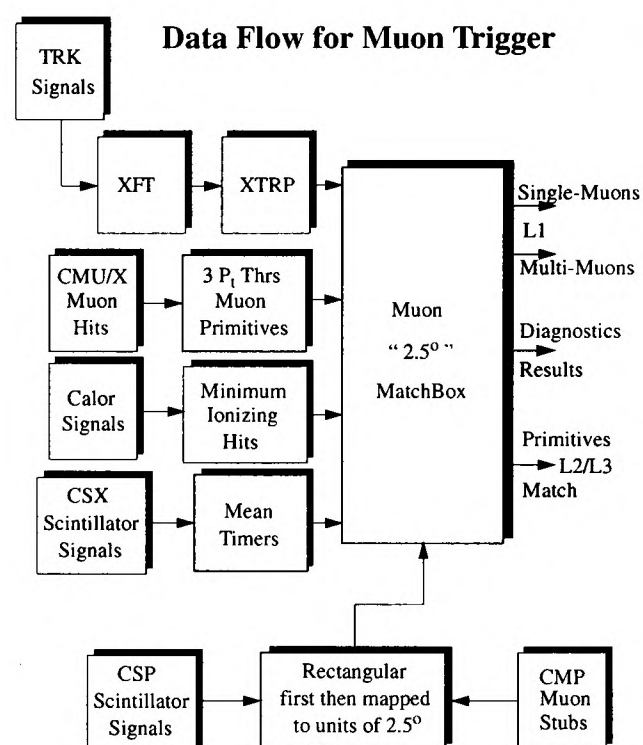 Data Flow for Muon Trigger
TRK
Signals
XFT
XTRP
CMU/X
Muon
Hits
3 Pt Thrs
Muon
Primitives
Calor
Signals
Minimum
Ionizing
Hits
CSX
Scintillator
Signals
Mean
Timers
Muon
“ 2.5° ”
MatchBox
Single-Muons
L1
Multi-Muons
Diagnostics
Results
Primitives
L2/L3
Match
CSP
Scintillator
Signals
Rectangular
first then mapped
to units of 2.5°
CMP
Muon
Stubs